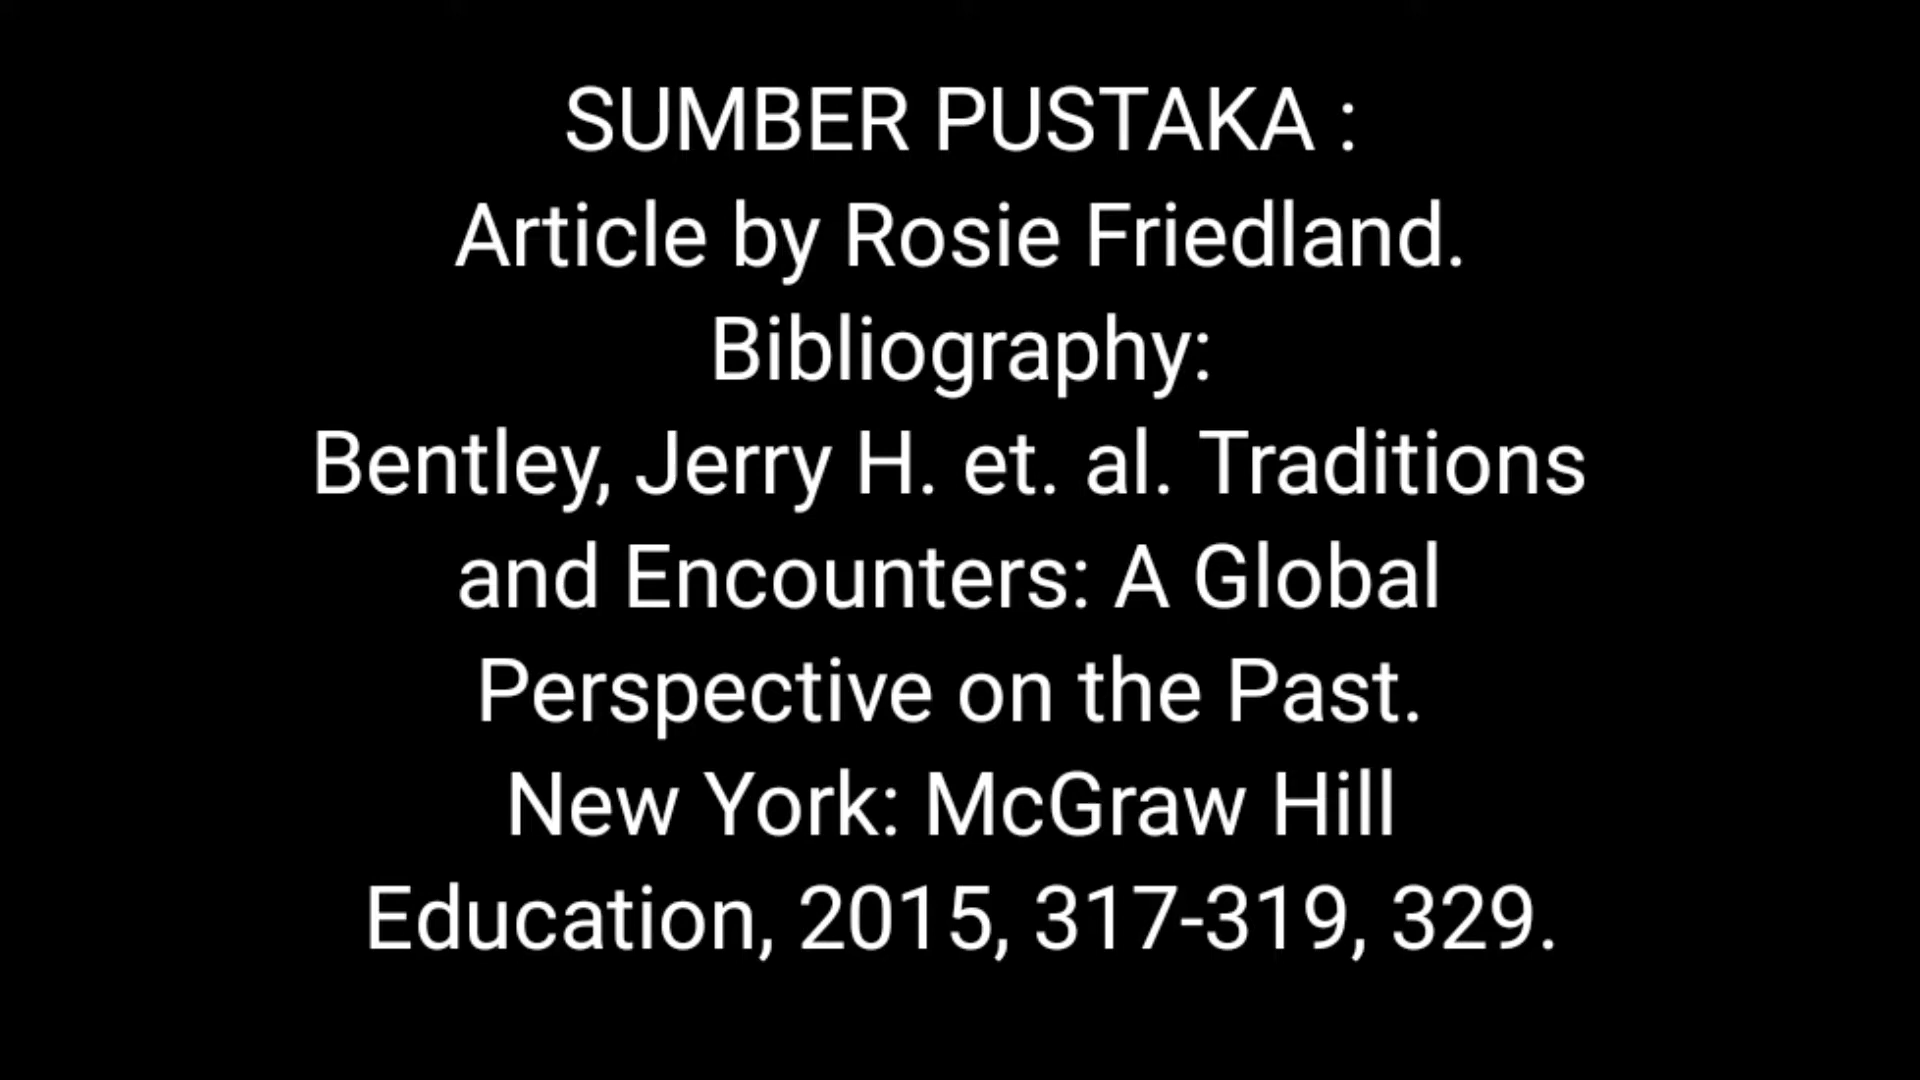 SUMBER PUSTAKA :
Article by Rosie Friedland.
Bibliography:
Bentley, Jerry H. et. al. Traditions
and Encounters: A Global
Perspective on the Past.
New York: McGraw Hill
Education, 2015, 317-319, 329.